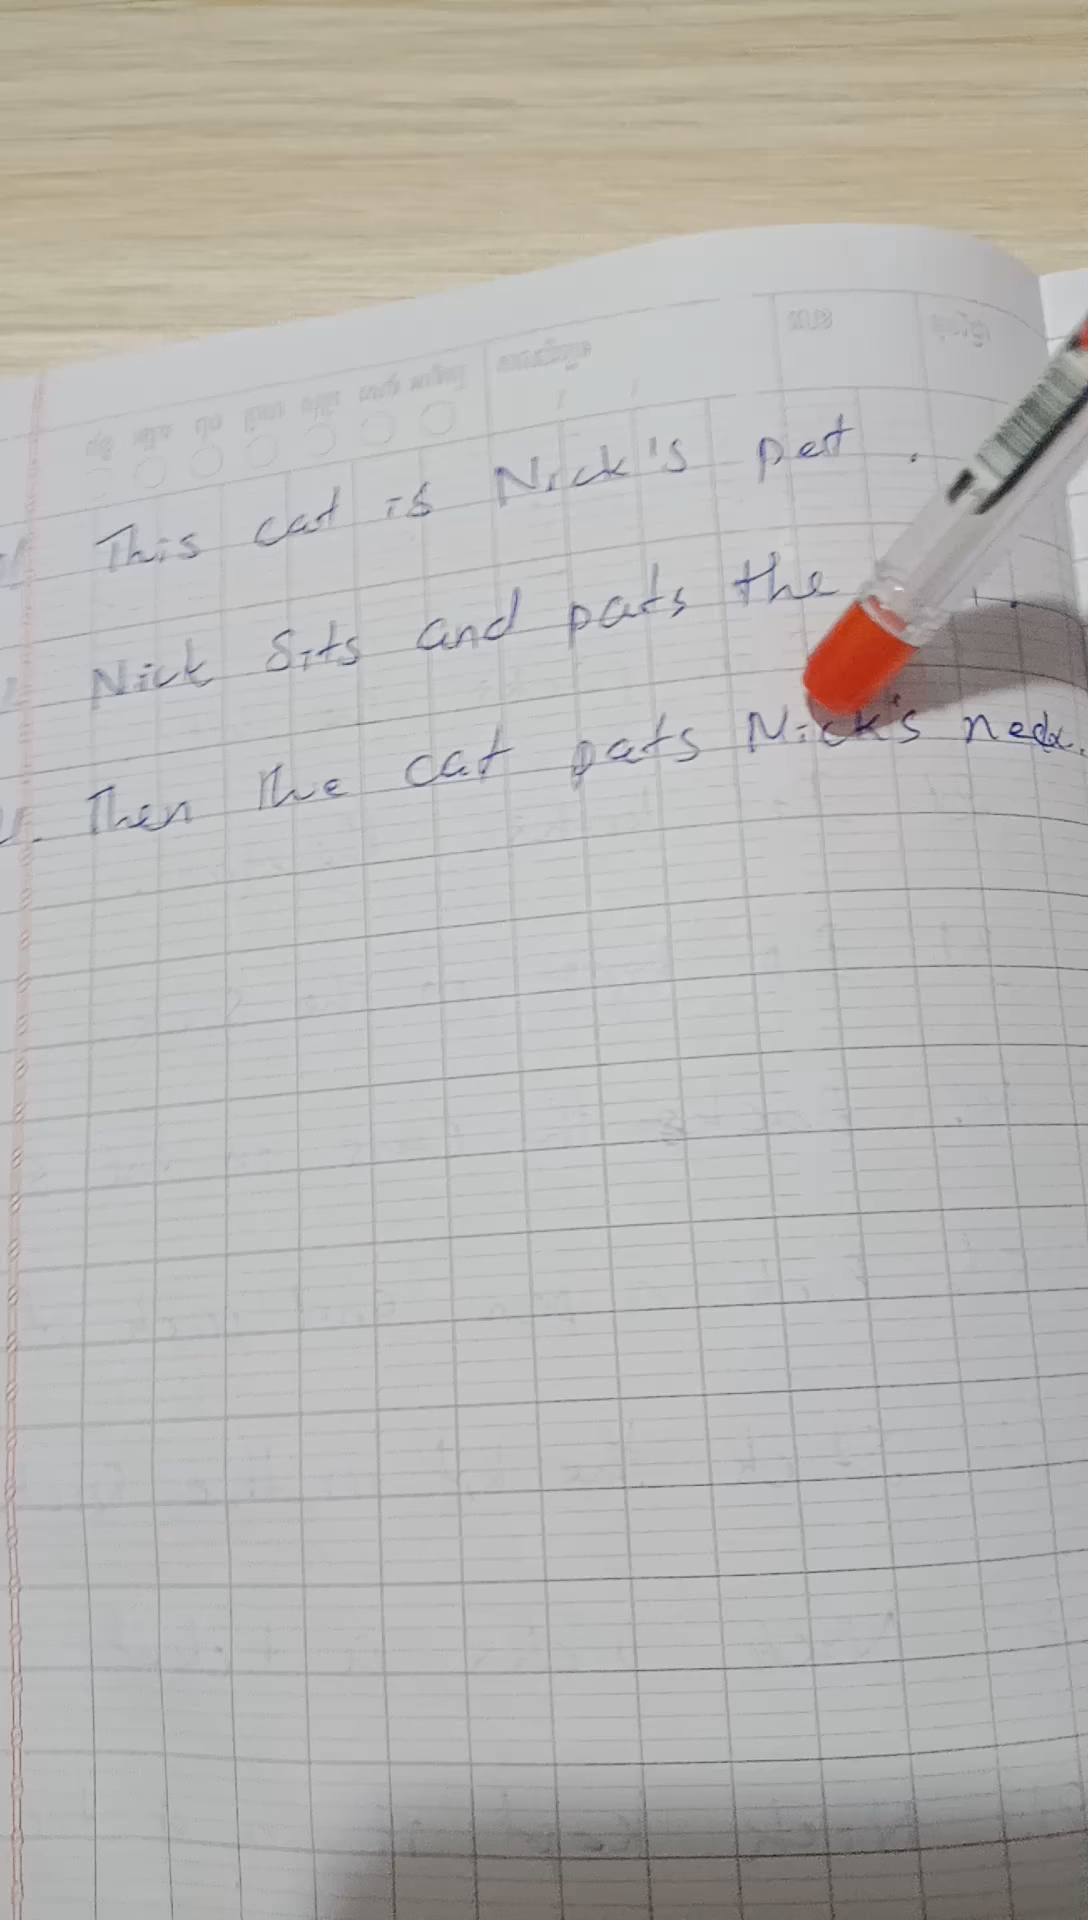 This cat is Nick's pet .
Nick Sits and pats the
Then the cat pats Nick's neck.